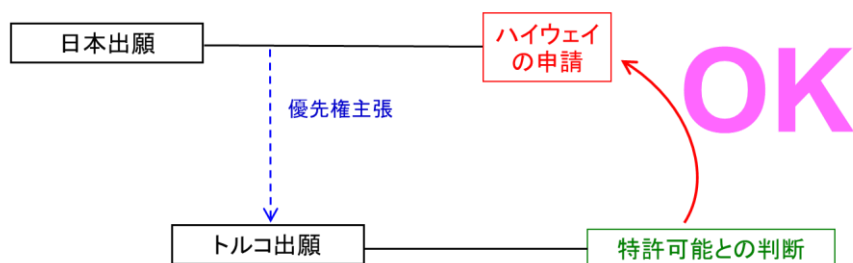 日本出願
ハイウェイ
の申請
OK
優先権主張
トルコ出願
特許可能との判断